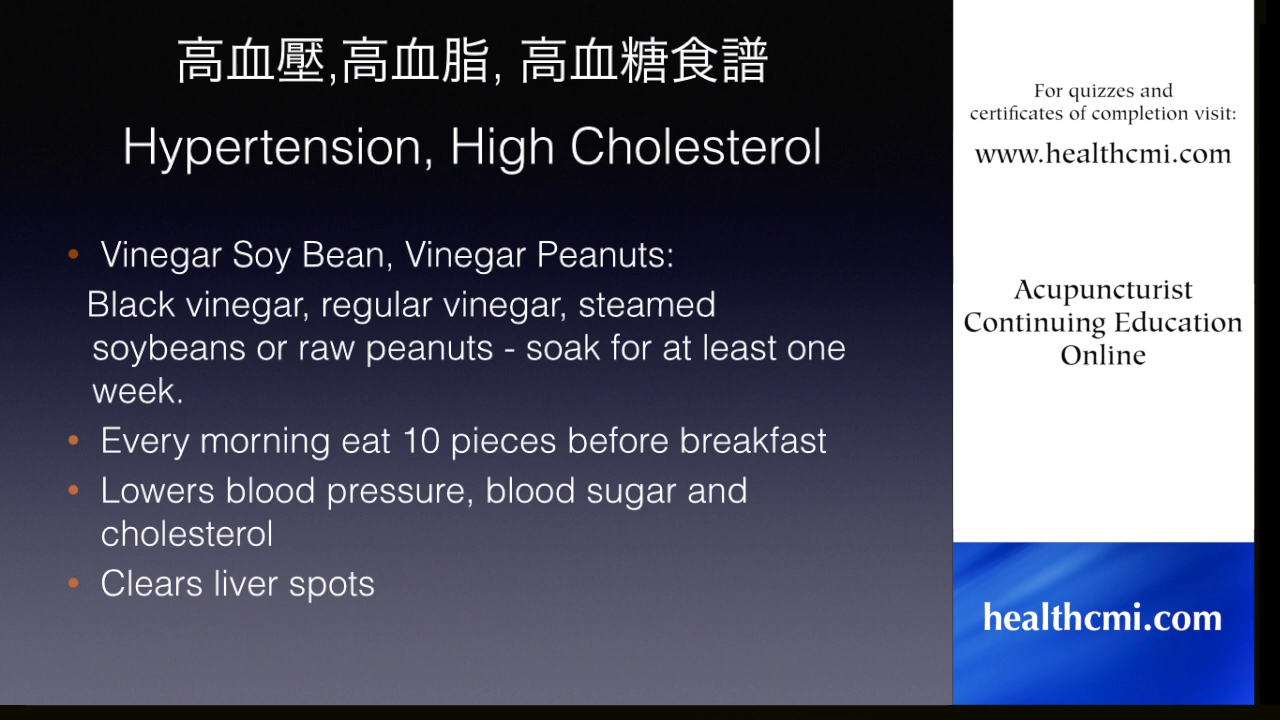 高血壓,高血脂, 高血糖食譜
Hypertension, High Cholesterol
• Vinegar Soy Bean, Vinegar Peanuts:
Black vinegar, regular vinegar, steamed
soybeans or raw peanuts - soak for at least one
week.
• Every morning eat 10 pieces before breakfast
• Lowers blood pressure, blood sugar and
cholesterol
• Clears liver spots
For quizzes and
certificates of completion visit:
www.healthcmi.com
Acupuncturist
Continuing Education
Online
healthcmi.com